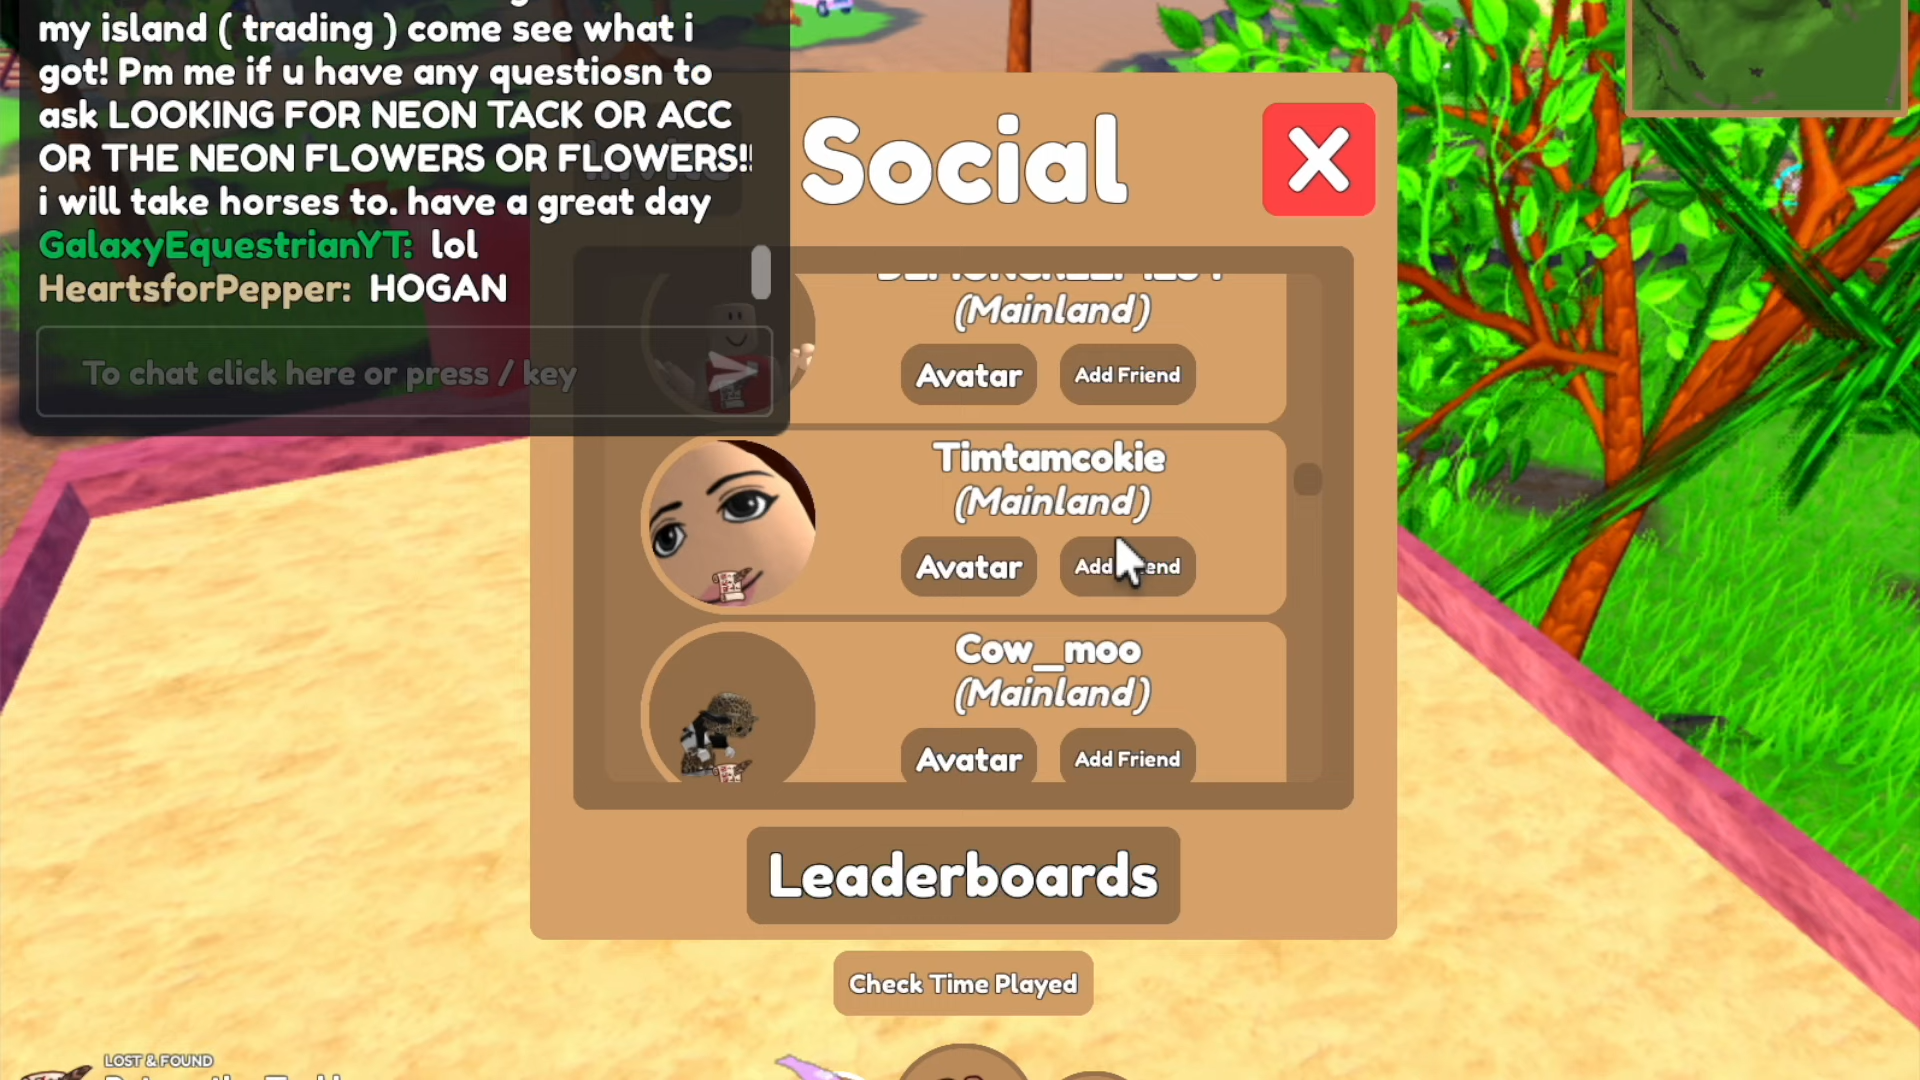 my island ( trading ) come see what i
got! Pm me if u have any questiosn to
ask LOOKING FOR NEON TACK OR ACC
OR THE NEON FLOWERS OR FLOWERS!!
i will take horses to. have a great day
GalaxyEquestrianYT: lol
HeartsforPepper: HOGAN
To chat click here or press / key
Social
(Mainland)
Avatar Add Friend
Timtamcokie
(Mainland)
Avatar Add Friend
Cow_moo
(Mainland)
Avatar Add Friend
Leaderboards
Check Time Played
LOST & FOUND